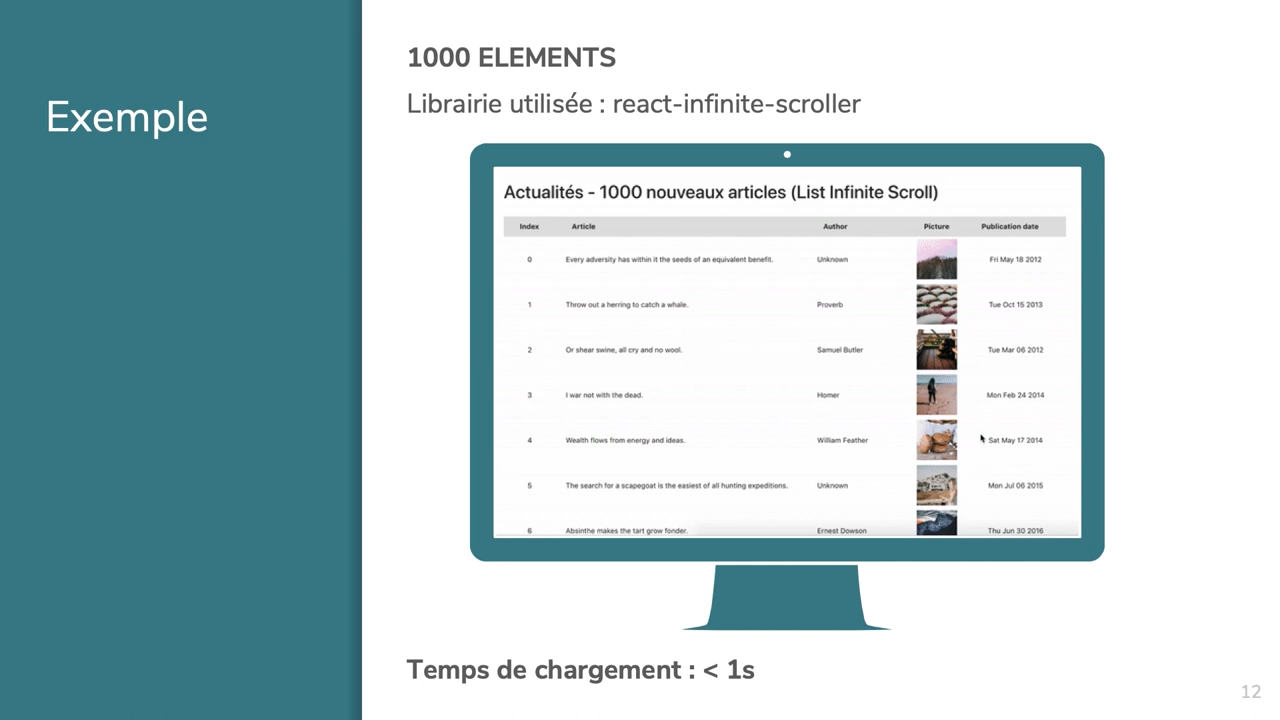 Exemple
1000 ELEMENTS
Librairie utilisée : react-infinite-scroller
Actualités - 1000 nouveaux articles (List Infinite Scroll)
Index Article Author Picture Publication date
0 Every adversity has within it the seeds of an equivalent benefit. Unknown Fri May 18 2012
1 Throw out a herring to catch a whale. Proverb Tue Oct 15 2013
2 Or shear swine, all cry and no wool. Samuel Butler Tue Mar 06 2012
3 I war not with the dead. Homer Mon Feb 24 2014
4 Wealth flows from energy and ideas. William Feather Sat May 17 2014
5 The search for a scapegoat is the easiest of all hunting expeditions. Unknown Mon Jul 06 2015
6 Absinthe makes the tart grow fonder. Ernest Dowson Thu Jun 30 2016
Temps de chargement : < 1s
12